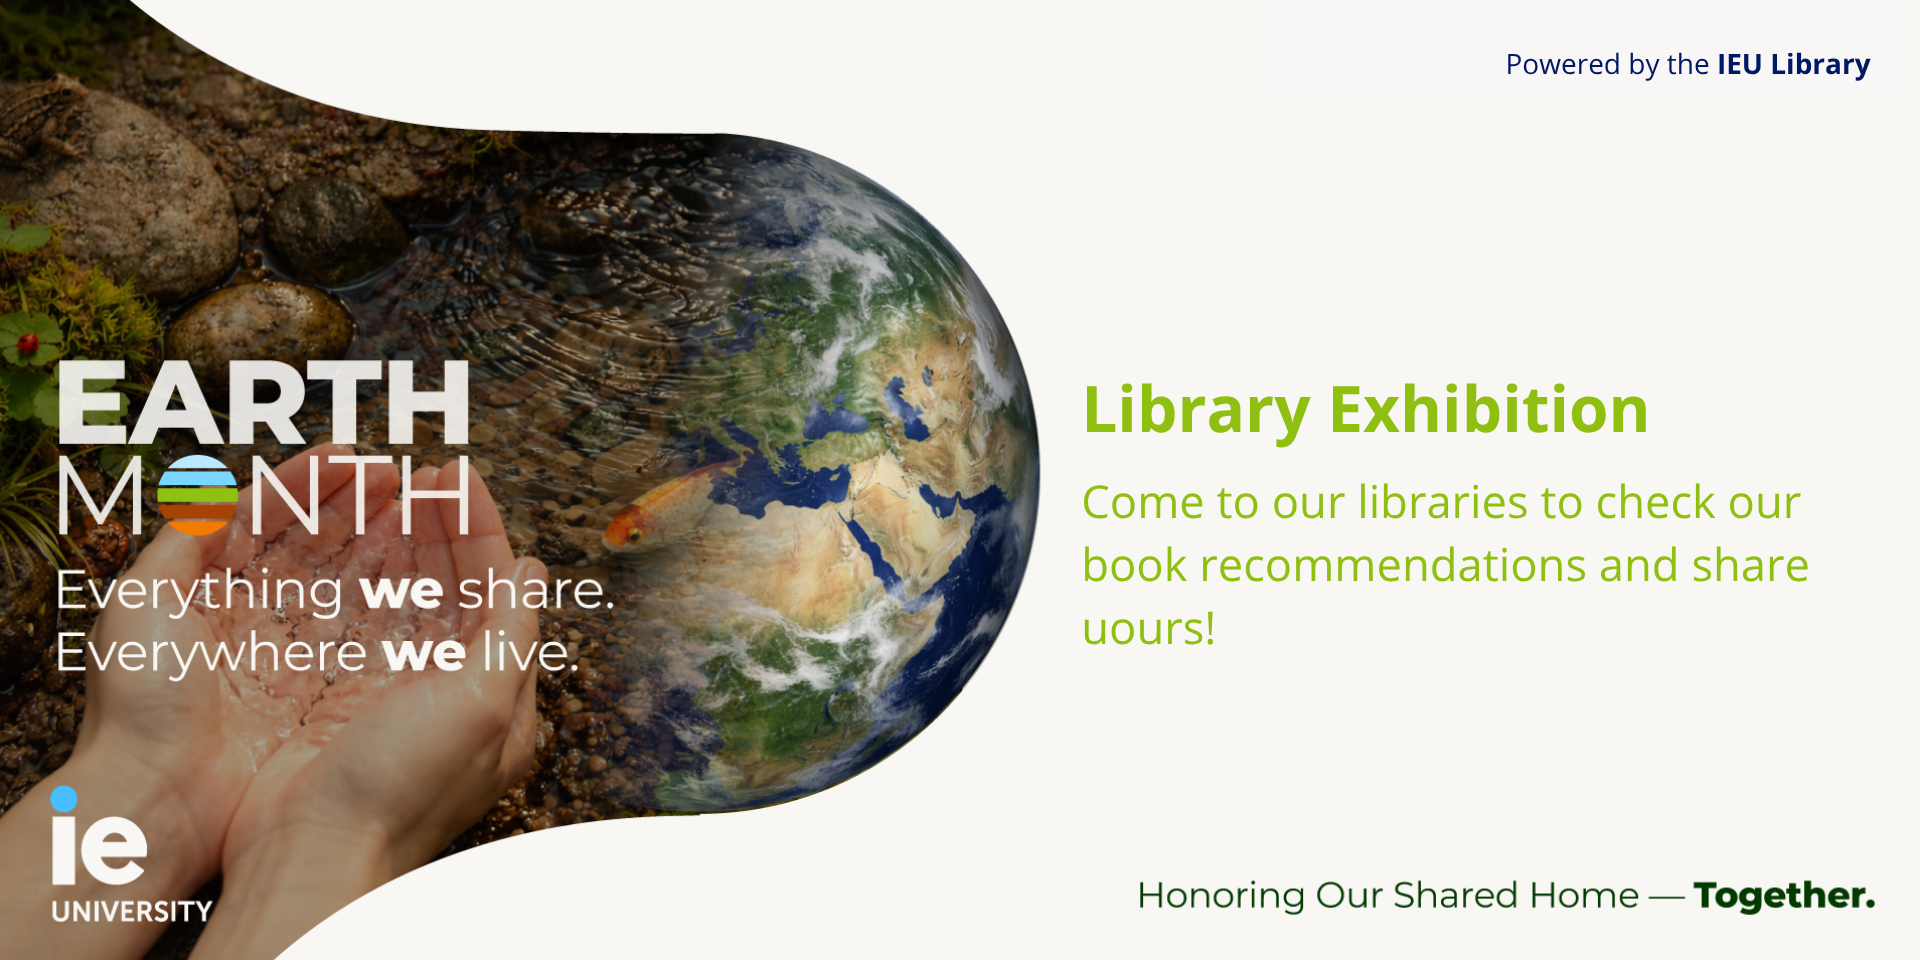 Powered by the IEU Library
EARTH
MONTH
Everything we share.
Everywhere we live.
ie
UNIVERSITY
Library Exhibition
Come to our libraries to check our
book recommendations and share
uours!
Honoring Our Shared Home — Together.